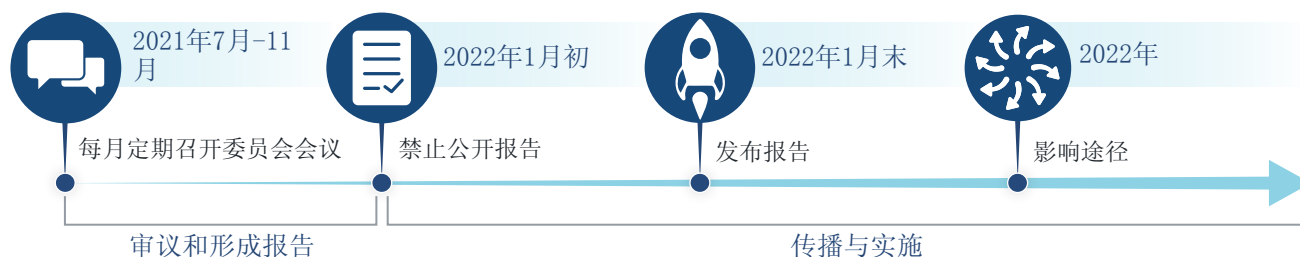 2021年7月-11
月
2022年1月初
2022年1月末
2022年
每月定期召开委员会会议
禁止公开报告
发布报告
影响途径
审议和形成报告
传播与实施